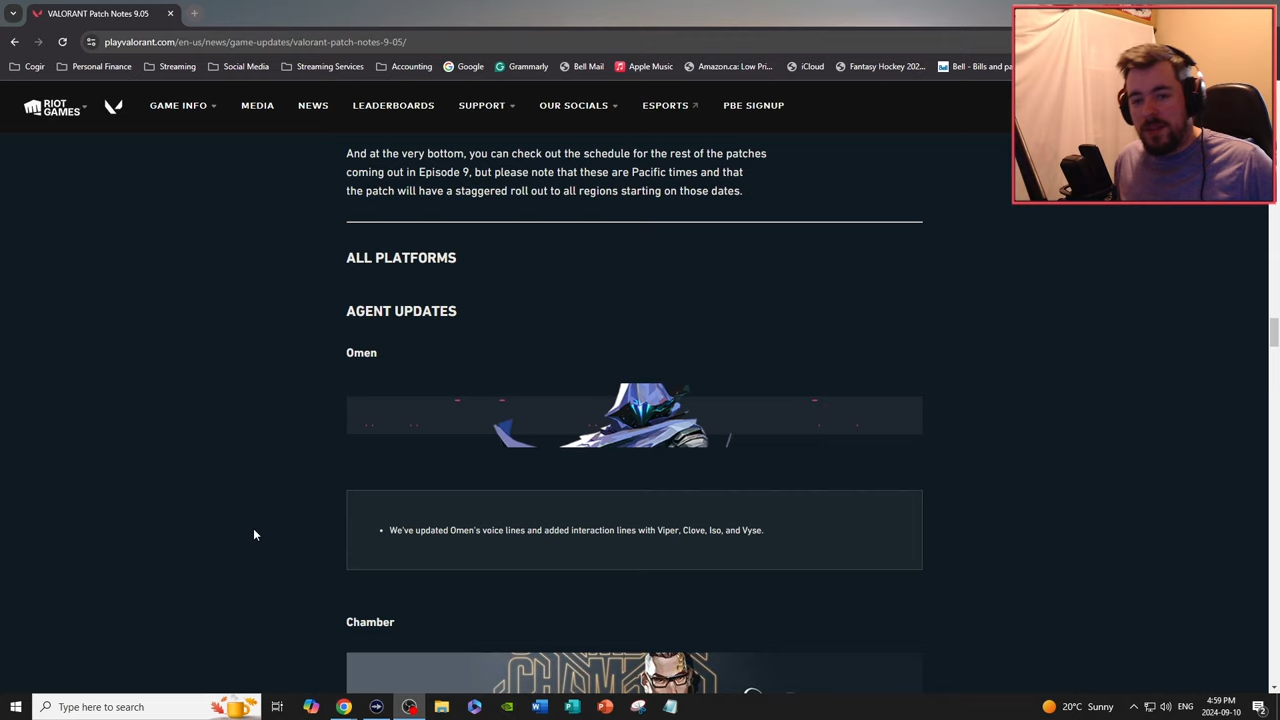 VALORANT Patch Notes 9.05
playvalorant.com/en-us/news/game-updates/valorant-patch-notes-9-05/
Cogir
Personal Finance
Streaming
Social Media
Streaming Services
Accounting
Google
Grammarly
Bell Mail
Apple Music
Amazon.ca: Low Pri...
iCloud
Fantasy Hockey 202...
Bell - Bills and pa
RIOT
GAMES
GAME INFO
MEDIA
NEWS
LEADERBOARDS
SUPPORT
OUR SOCIALS
ESPORTS
PBE SIGNUP
And at the very bottom, you can check out the schedule for the rest of the patches
coming out in Episode 9, but please note that these are Pacific times and that
the patch will have a staggered roll out to all regions starting on those dates.
ALL PLATFORMS
AGENT UPDATES
Omen
• We've updated Omen's voice lines and added interaction lines with Viper, Clove, Iso, and Vyse.
Chamber
Type here to search
20°C Sunny
ENG
4:59 PM
2024-09-10
2